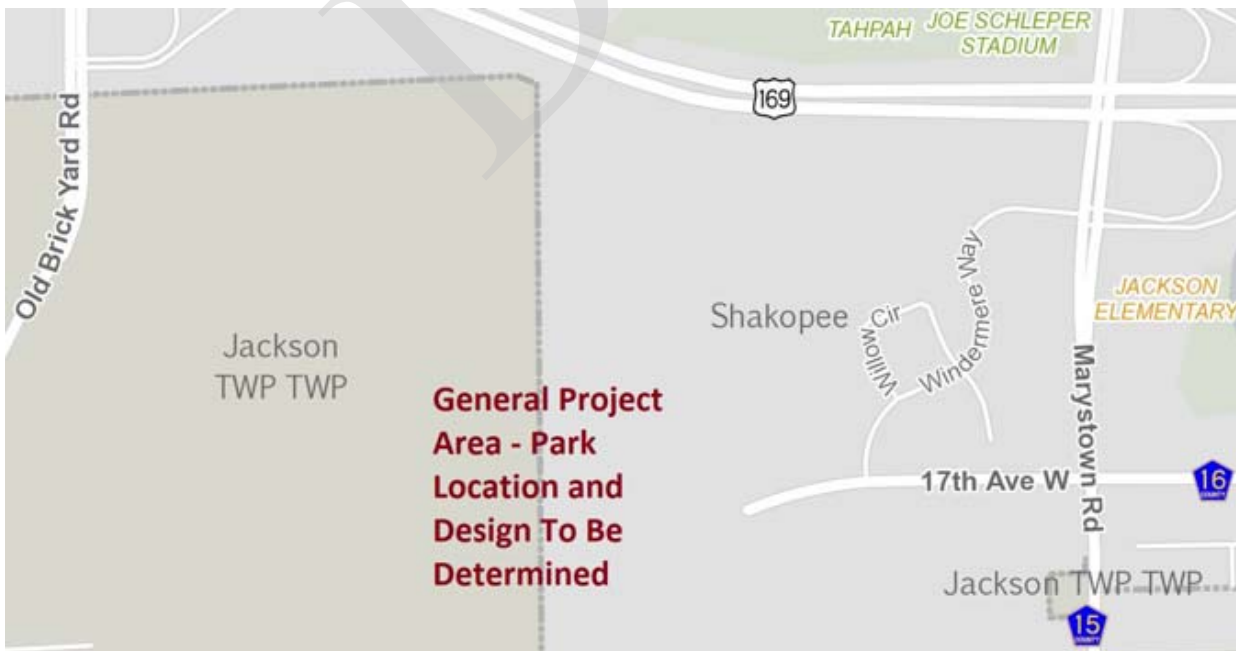 TAHPAH
JOE SCHLEPER
STADIUM
169
Old Brick Yard Rd
Jackson
TWP TWP
Shakopee
Willow Cir
Windermere Way
JACKSON
ELEMENTARY
Marystown Rd
General Project
Area - Park
Location and
Design To Be
Determined
17th Ave W
16
COUNTY
Jackson TWP TWP
15
COUNTY